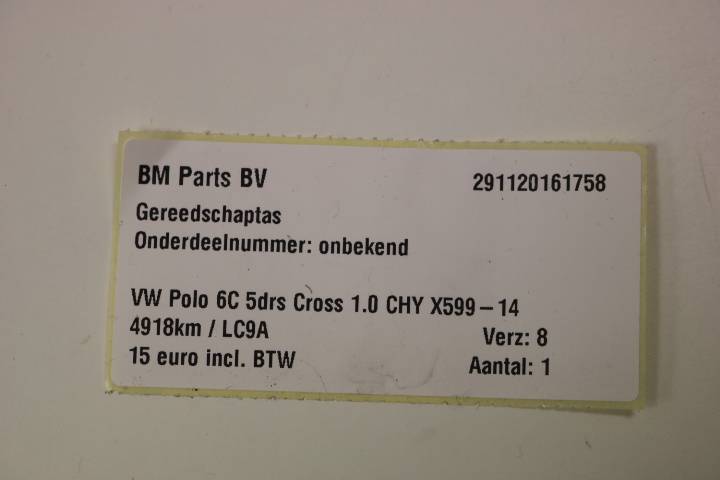 BM Parts BV 291120161758
Gereedschaptas
Onderdeelnummer: onbekend
VW Polo 6C 5drs Cross 1.0 CHY X599-14
4918km / LC9A Verz: 8
15 euro incl. BTW Aantal: 1